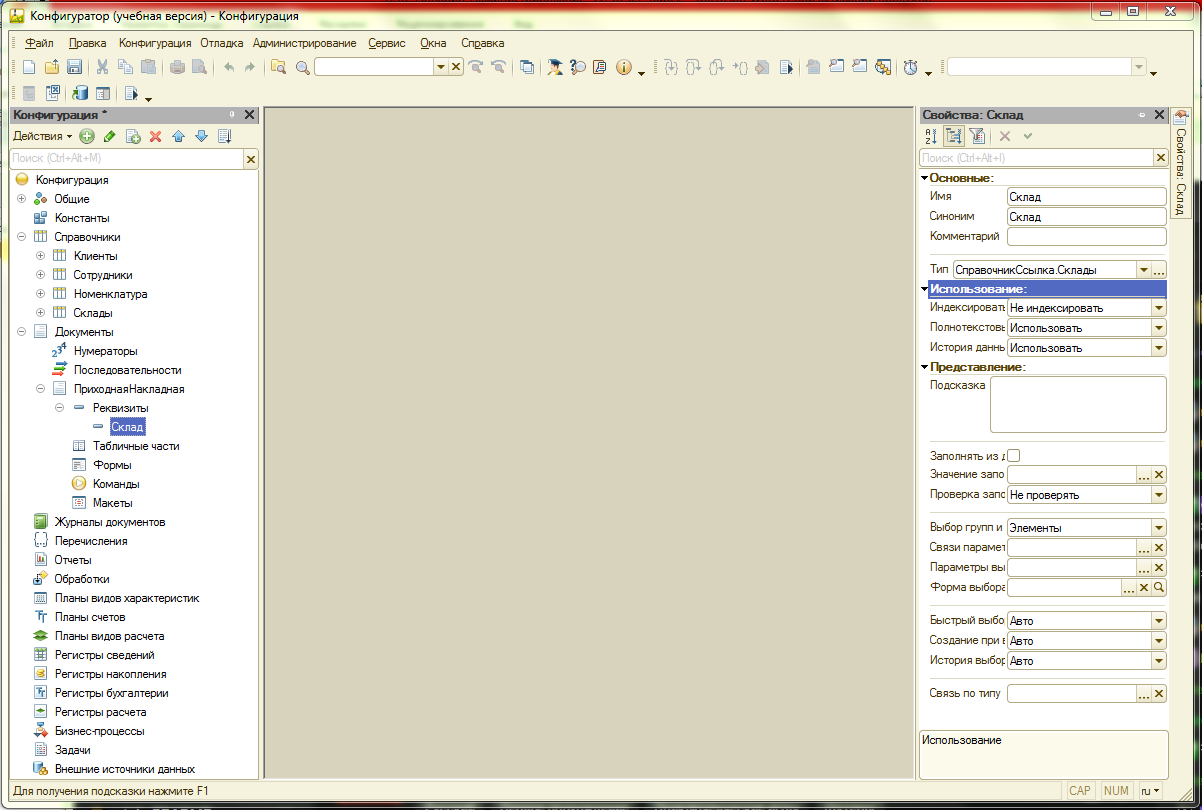 Конфигуратор (учебная версия) - Конфигурация
Файл Правка Конфигурация Отладка Администрирование Сервис Окна Справка
Конфигурация *
Действия
Поиск (Ctrl+Alt+M)
Конфигурация
Общие
Константы
Справочники
Клиенты
Сотрудники
Номенклатура
Склады
Документы
Нумераторы
Последовательности
ПриходнаяНакладная
Реквизиты
Склад
Табличные части
Формы
Команды
Макеты
Журналы документов
Перечисления
Отчеты
Обработки
Планы видов характеристик
Планы счетов
Планы видов расчета
Регистры сведений
Регистры накопления
Регистры бухгалтерии
Регистры расчета
Бизнес-процессы
Задачи
Внешние источники данных
Свойства: Склад
Поиск (Ctrl+Alt+I)
Основные:
Имя Склад
Синоним Склад
Комментарий
Тип СправочникСсылка.Склады
Использование:
Индексировать Не индексировать
Полнотекстовь Использовать
История данны Использовать
Представление:
Подсказка
Заполнять из д
Значение запо
Проверка запо Не проверять
Выбор групп и Элементы
Связи парамет
Параметры вы
Форма выбора
Быстрый выбо Авто
Создание при в Авто
История выбор Авто
Связь по типу
Использование
Свойства: Склад
Для получения подсказки нажмите F1
CAP NUM ru